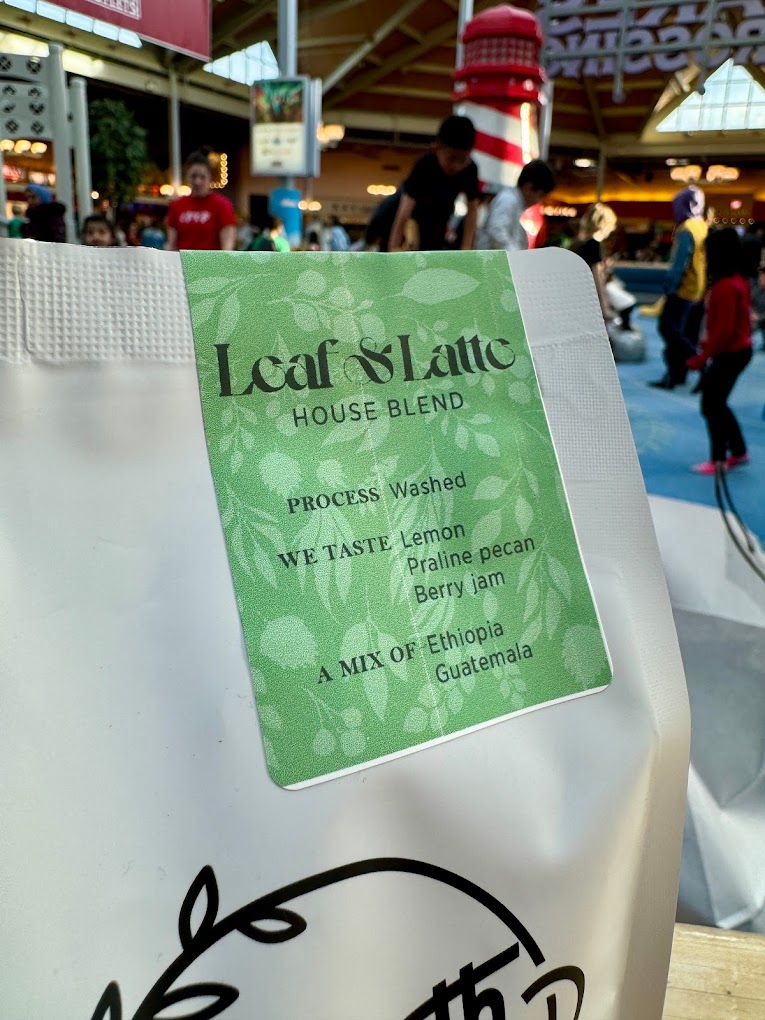 Leaf & Latte
HOUSE BLEND
PROCESS Washed
WE TASTE Lemon
Praline pecan
Berry jam
A MIX OF Ethiopia
Guatemala